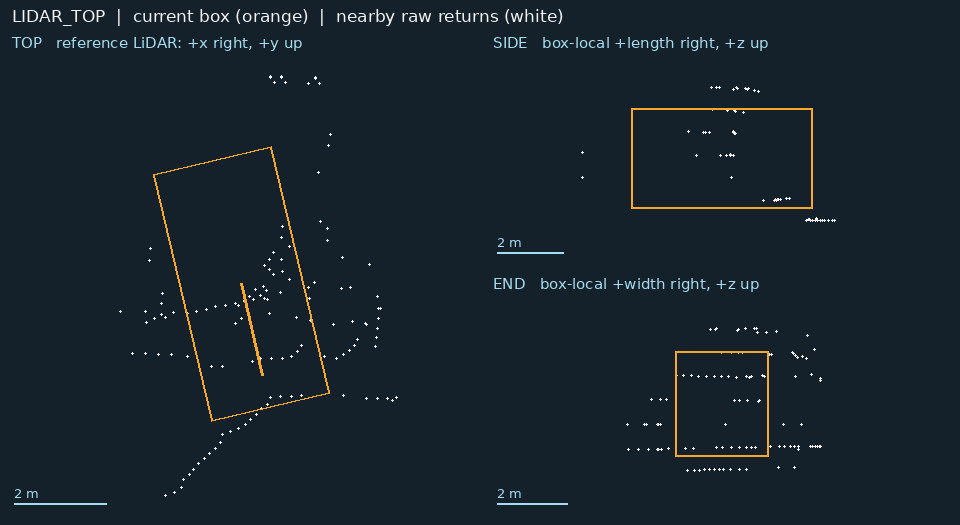 LIDAR_TOP | current box (orange) | nearby raw returns (white)
TOP reference LiDAR: +x right, +y up
SIDE box-local +length right, +z up
2 m
END box-local +width right, +z up
2 m
2 m